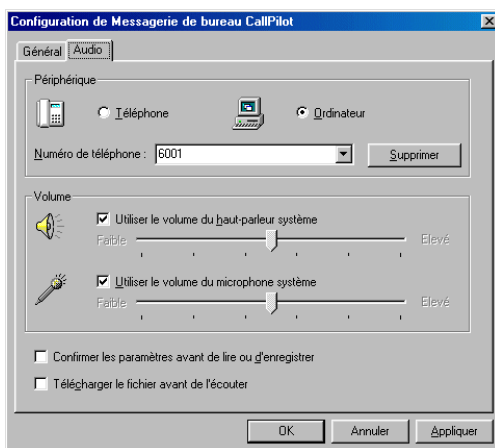 Configuration de Messagerie de bureau CallPilot
Général Audio
Périphérique
Téléphone Ordinateur
Numéro de téléphone : 6001 Supprimer
Volume
Utiliser le volume du haut-parleur système
Faible Elevé
Utiliser le volume du microphone système
Faible Elevé
Confirmer les paramètres avant de lire ou d'enregistrer
Télécharger le fichier avant de l'écouter
OK Annuler Appliquer